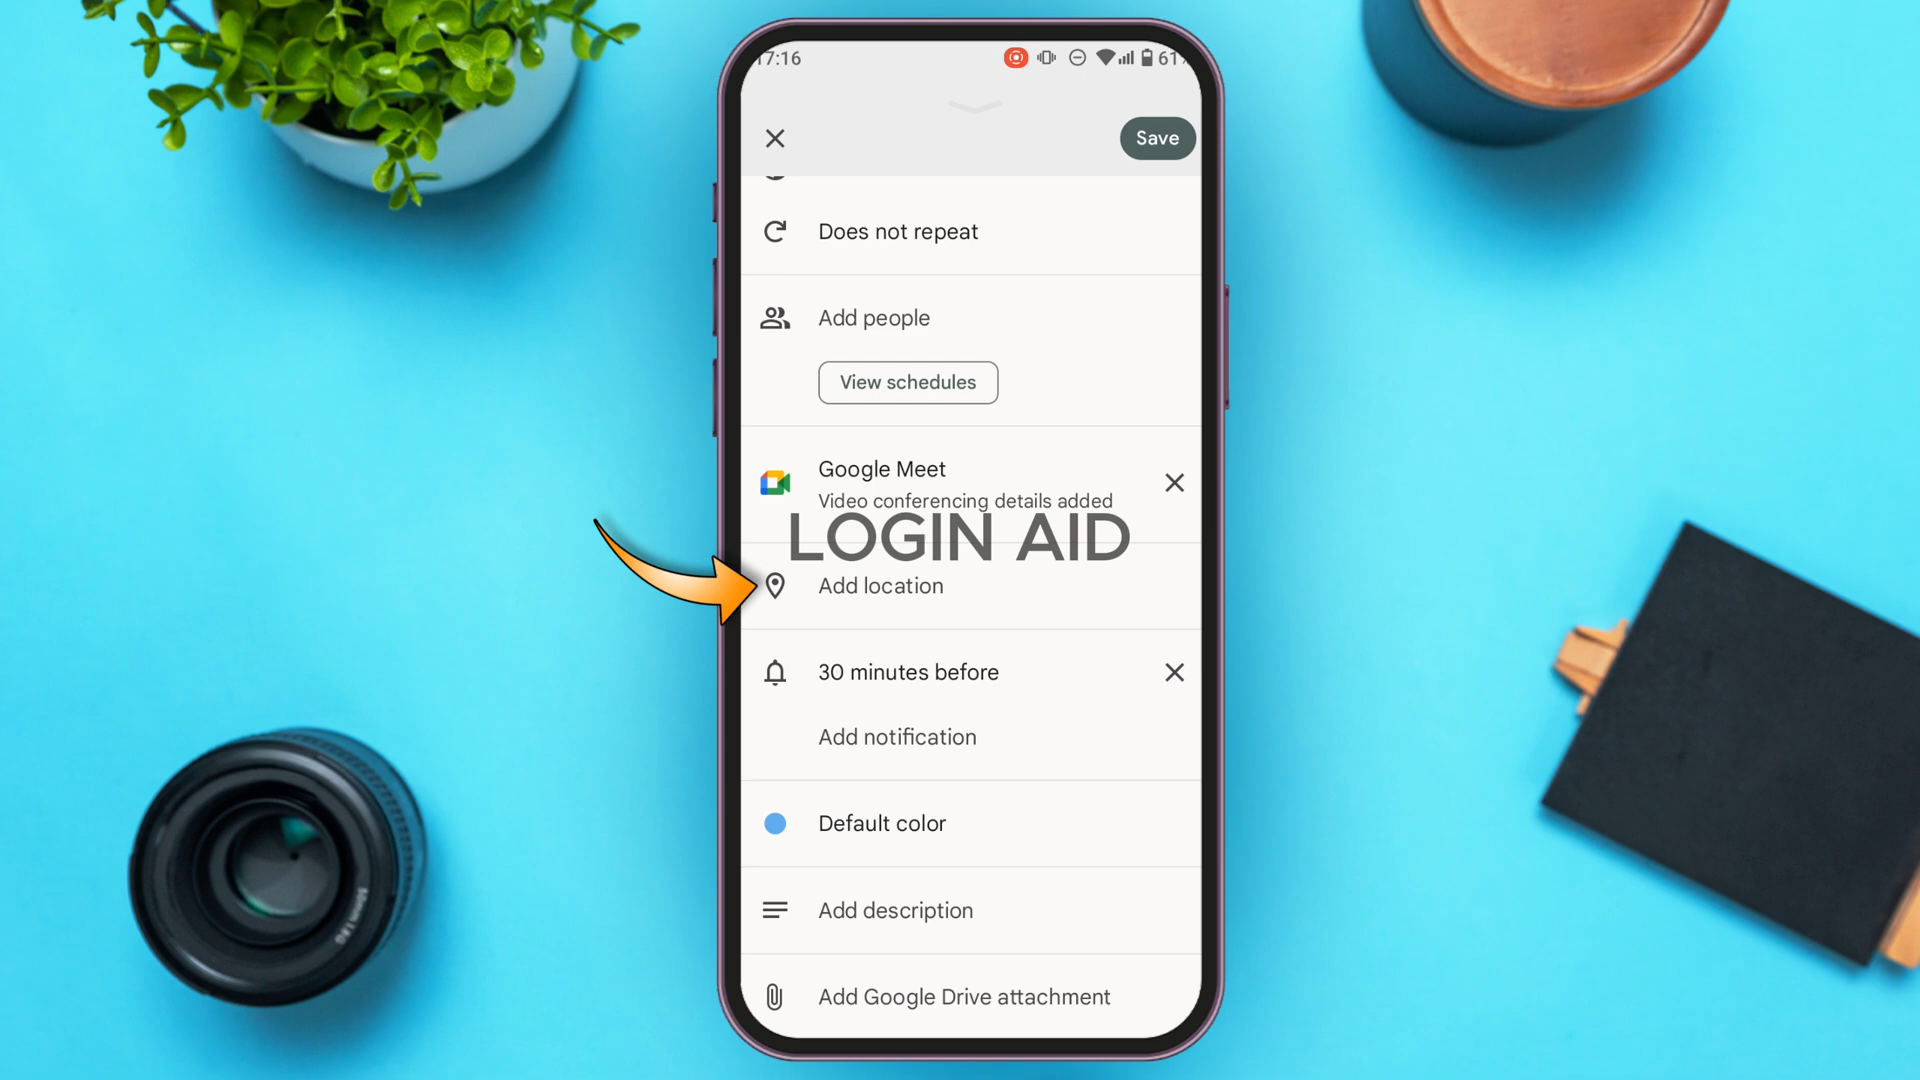 17:16
61%
Save
Does not repeat
Add people
View schedules
Google Meet
Video conferencing details added
LOGIN AID
Add location
30 minutes before
Add notification
Default color
Add description
Add Google Drive attachment